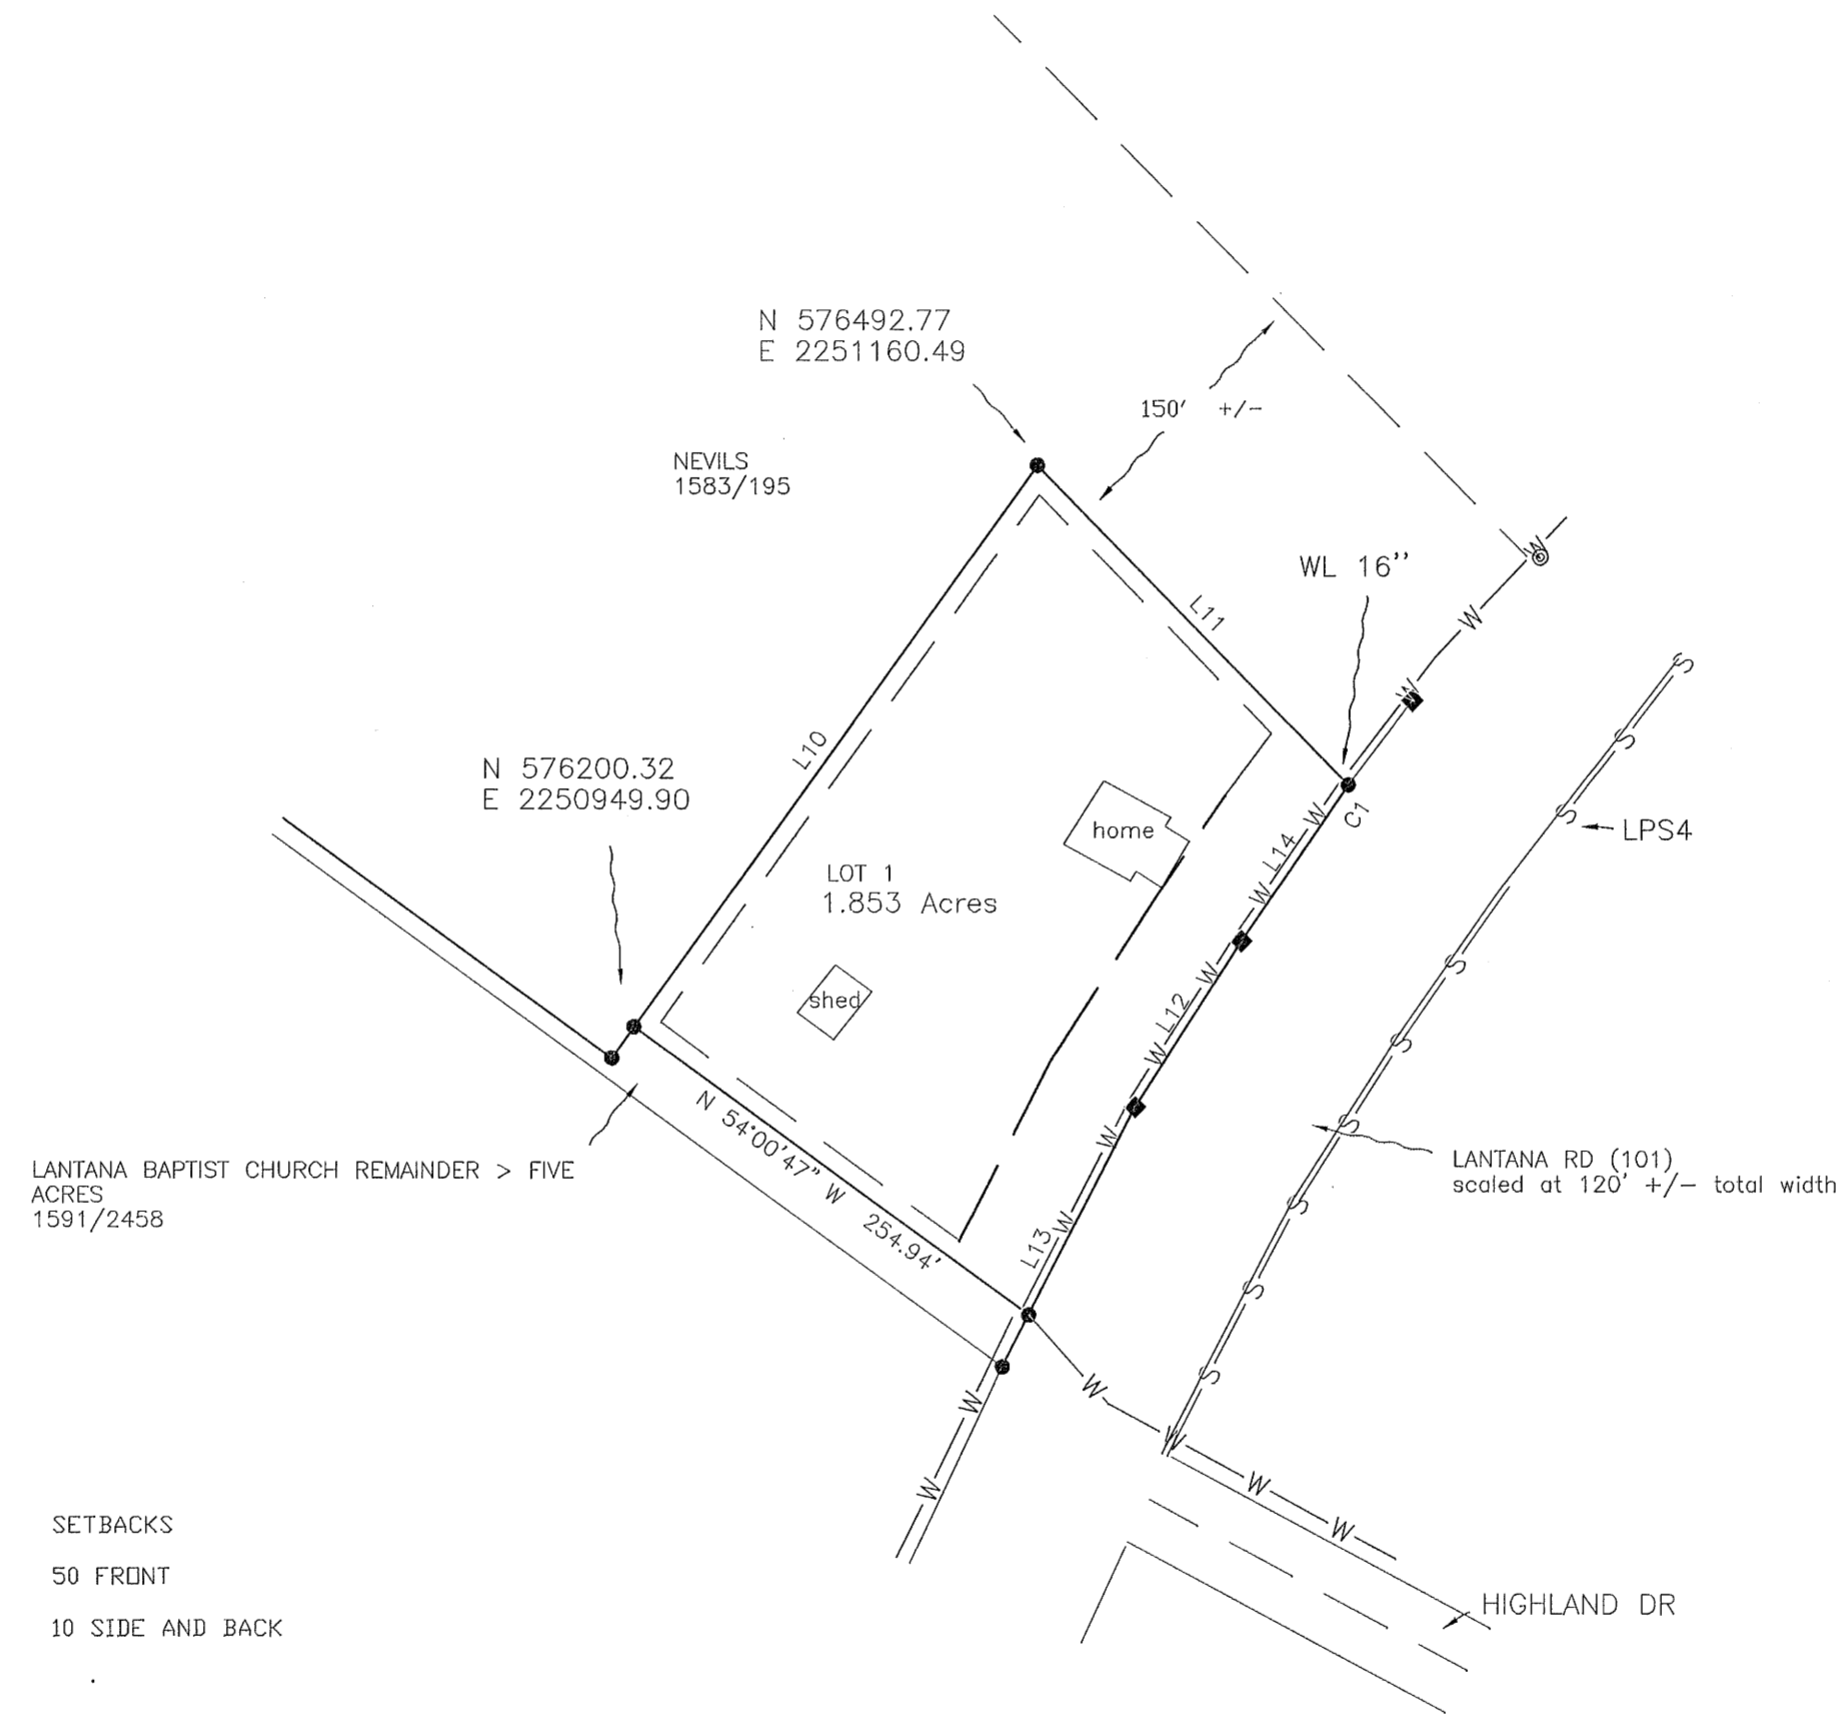 N 576492.77
E 2251160.49
150' +/-
NEVILS
1583/195
WL 16''
W
L11
W
W
S
L10
N 576200.32
E 2250949.90
S
home
W
C1
S
LPS4
L14
LOT 1
1.853 Acres
W
shed
W
S
L12
W
S
N 54°00'47" W 254.94'
W
S
LANTANA RD (101)
scaled at 120' +/- total width
LANTANA BAPTIST CHURCH REMAINDER > FIVE
ACRES
1591/2458
L13
W
S
S
W
W
S
W
W
W
W
SETBACKS
50 FRONT
10 SIDE AND BACK
HIGHLAND DR